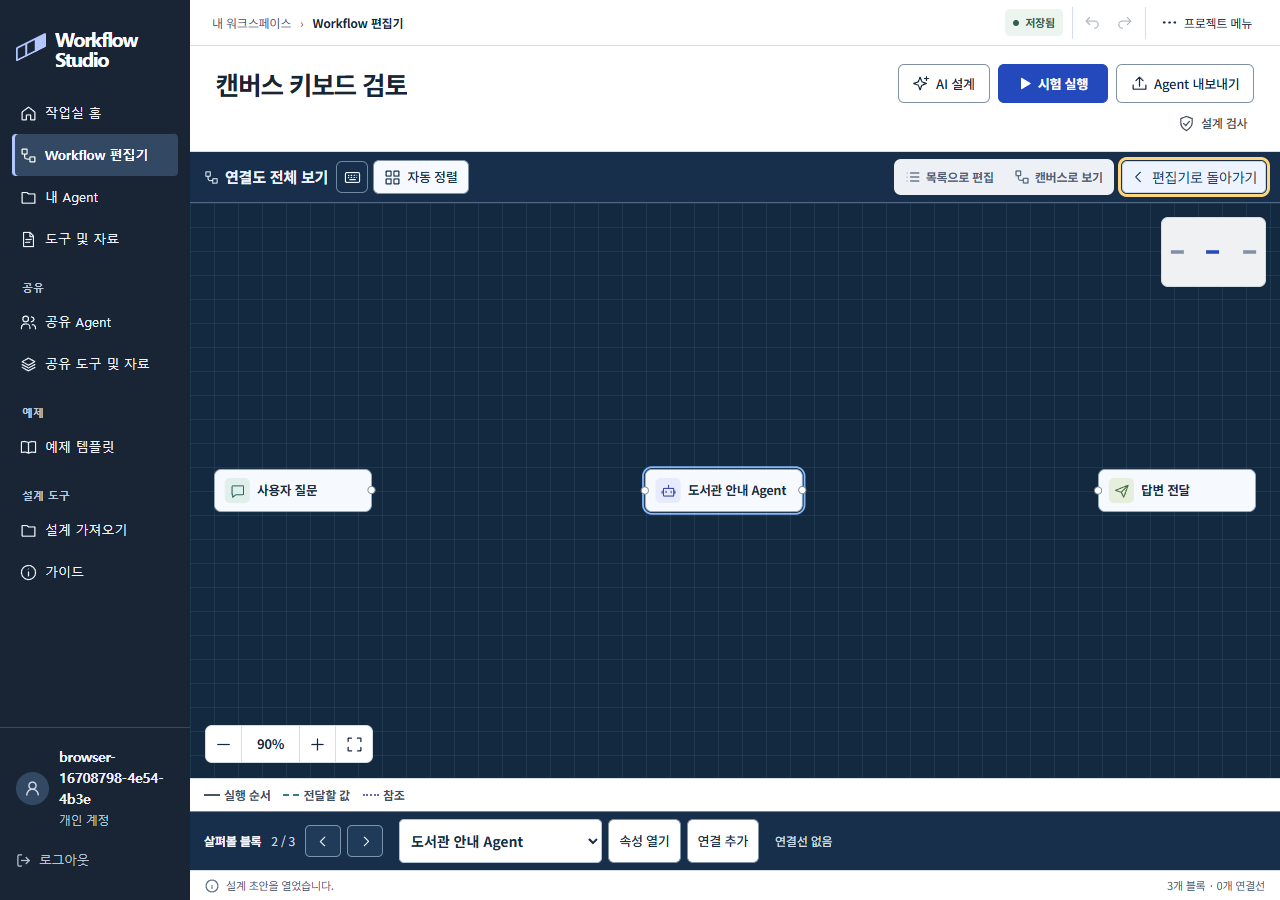 Workflow
Studio
작업실 홈
Workflow 편집기
내 Agent
도구 및 자료
공유
공유 Agent
공유 도구 및 자료
예제
예제 템플릿
설계 도구
설계 가져오기
가이드
browser-
16708798-4e54-
4b3e
개인 계정
로그아웃
내 워크스페이스 › Workflow 편집기
저장됨
프로젝트 메뉴
캔버스 키보드 검토
AI 설계
시험 실행
Agent 내보내기
설계 검사
연결도 전체 보기
자동 정렬
목록으로 편집
캔버스로 보기
편집기로 돌아가기
사용자 질문
도서관 안내 Agent
답변 전달
90%
실행 순서
전달할 값
참조
살펴볼 블록 2 / 3
도서관 안내 Agent
속성 열기
연결 추가
연결선 없음
설계 초안을 열었습니다.
3개 블록 · 0개 연결선